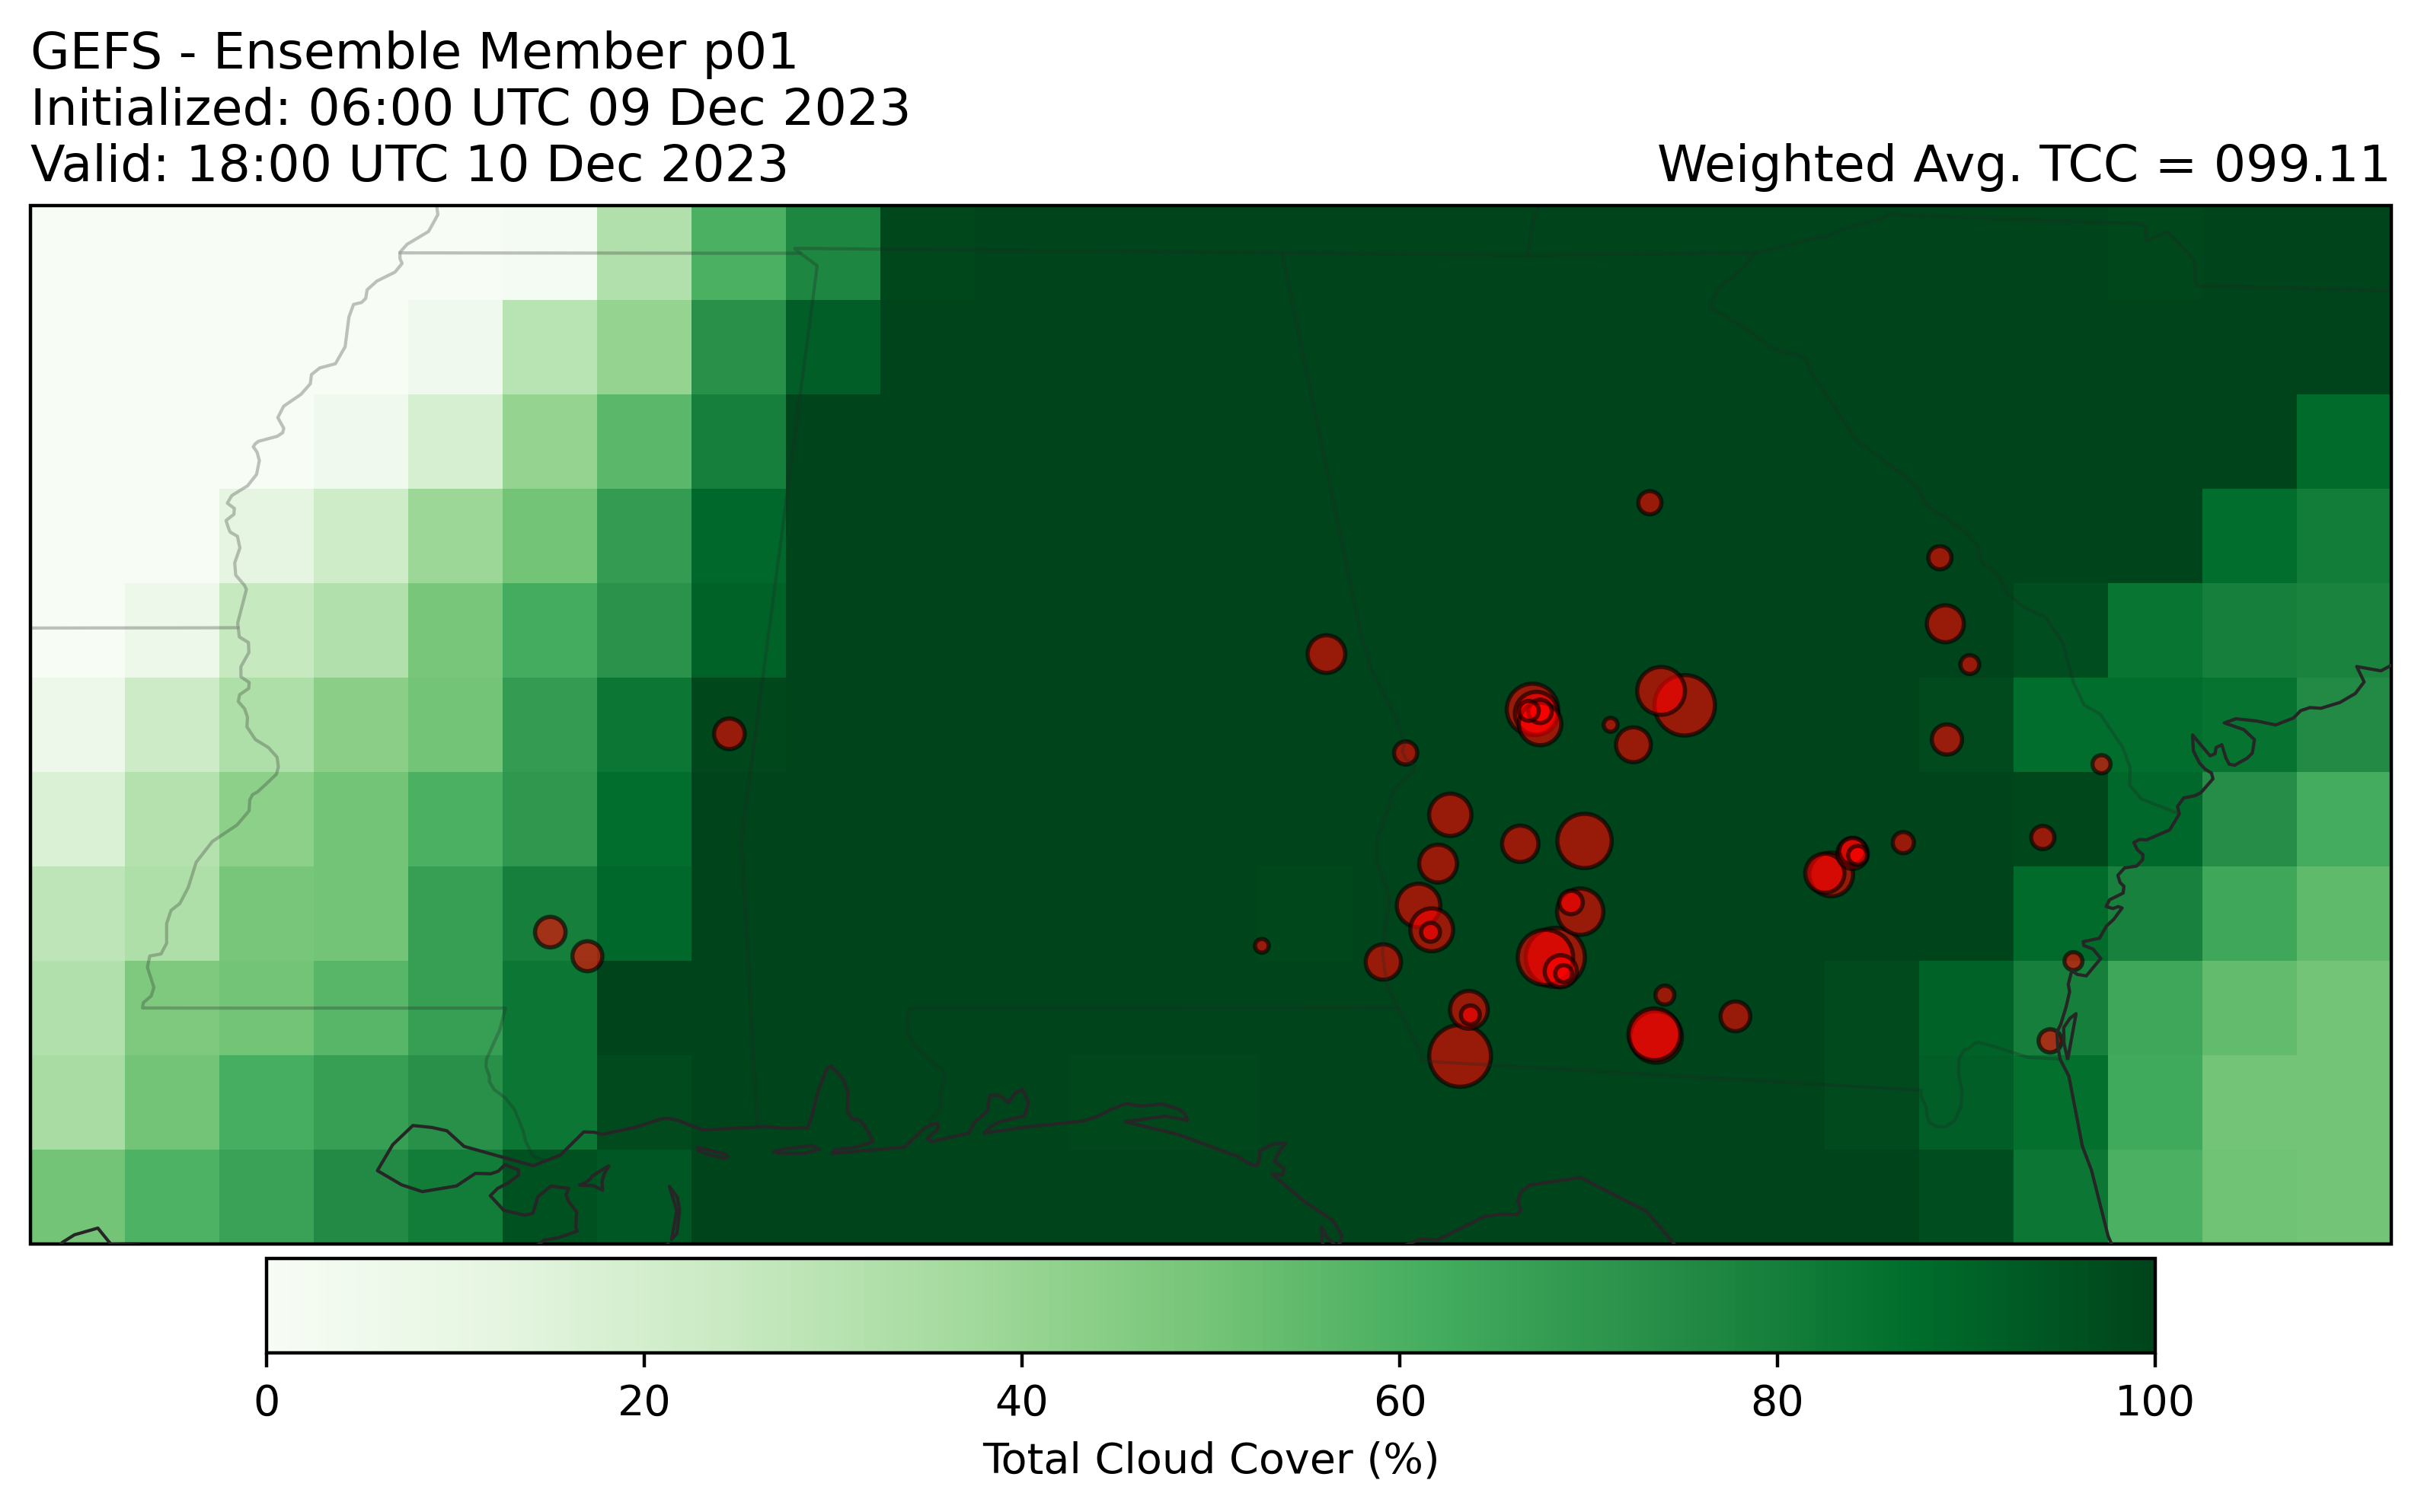 GEFS - Ensemble Member p01
Initialized: 06:00 UTC 09 Dec 2023
Valid: 18:00 UTC 10 Dec 2023
Weighted Avg. TCC = 099.11
0 20 40 60 80 100
Total Cloud Cover (%)